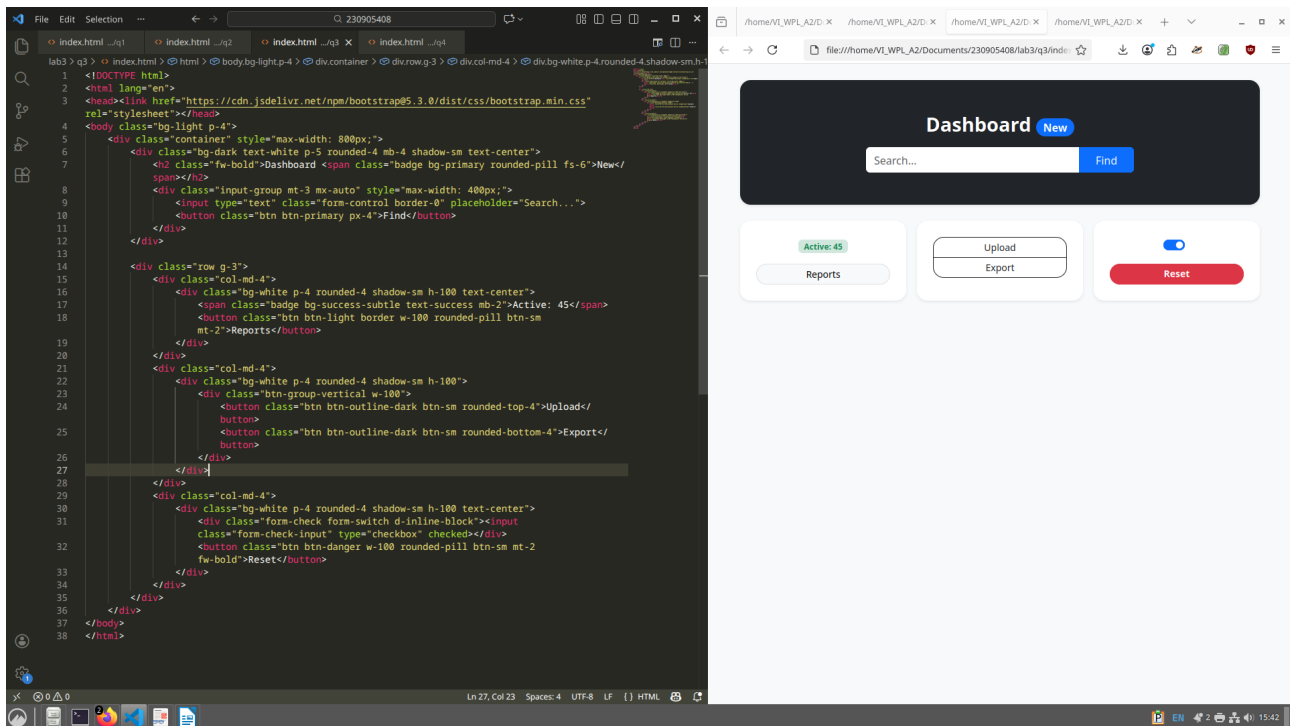 File Edit Selection ··· 230905408
index.html .../q1 index.html .../q2 index.html .../q3 index.html .../q4
lab3 > q3 > index.html > html > body.bg-light.p-4 > div.container > div.row.g-3 > div.col-md-4 > div.bg-white.p-4.rounded-4.shadow-sm.h-1
1 <!DOCTYPE html>
2 <html lang="en">
3 <head><link href="https://cdn.jsdelivr.net/npm/bootstrap@5.3.0/dist/css/bootstrap.min.css"
rel="stylesheet"></head>
4 <body class="bg-light p-4">
5 <div class="container" style="max-width: 800px;">
6 <div class="bg-dark text-white p-5 rounded-4 mb-4 shadow-sm text-center">
7 <h2 class="fw-bold">Dashboard <span class="badge bg-primary rounded-pill fs-6">New</
span></h2>
8 <div class="input-group mt-3 mx-auto" style="max-width: 400px;">
9 <input type="text" class="form-control border-0" placeholder="Search...">
10 <button class="btn btn-primary px-4">Find</button>
11 </div>
12 </div>
13
14 <div class="row g-3">
15 <div class="col-md-4">
16 <div class="bg-white p-4 rounded-4 shadow-sm h-100 text-center">
17 <span class="badge bg-success-subtle text-success mb-2">Active: 45</span>
18 <button class="btn btn-light border w-100 rounded-pill btn-sm
mt-2">Reports</button>
19 </div>
20 </div>
21 <div class="col-md-4">
22 <div class="bg-white p-4 rounded-4 shadow-sm h-100">
23 <div class="btn-group-vertical w-100">
24 <button class="btn btn-outline-dark btn-sm rounded-top-4">Upload</
button>
25 <button class="btn btn-outline-dark btn-sm rounded-bottom-4">Export</
button>
26 </div>
27 </div>
28 </div>
29 <div class="col-md-4">
30 <div class="bg-white p-4 rounded-4 shadow-sm h-100 text-center">
31 <div class="form-check form-switch d-inline-block"><input
class="form-check-input" type="checkbox" checked></div>
32 <button class="btn btn-danger w-100 rounded-pill btn-sm mt-2
fw-bold">Reset</button>
33 </div>
34 </div>
35 </div>
36 </div>
37 </body>
38 </html>
0 0 Ln 27, Col 23 Spaces: 4 UTF-8 LF { } HTML
/home/VI_WPL_A2/D /home/VI_WPL_A2/D /home/VI_WPL_A2/D /home/VI_WPL_A2/D
file:///home/VI_WPL_A2/Documents/230905408/lab3/q3/inde
Dashboard New
Search... Find
Active: 45
Reports
Upload
Export
Reset
2 EN 2 15:42